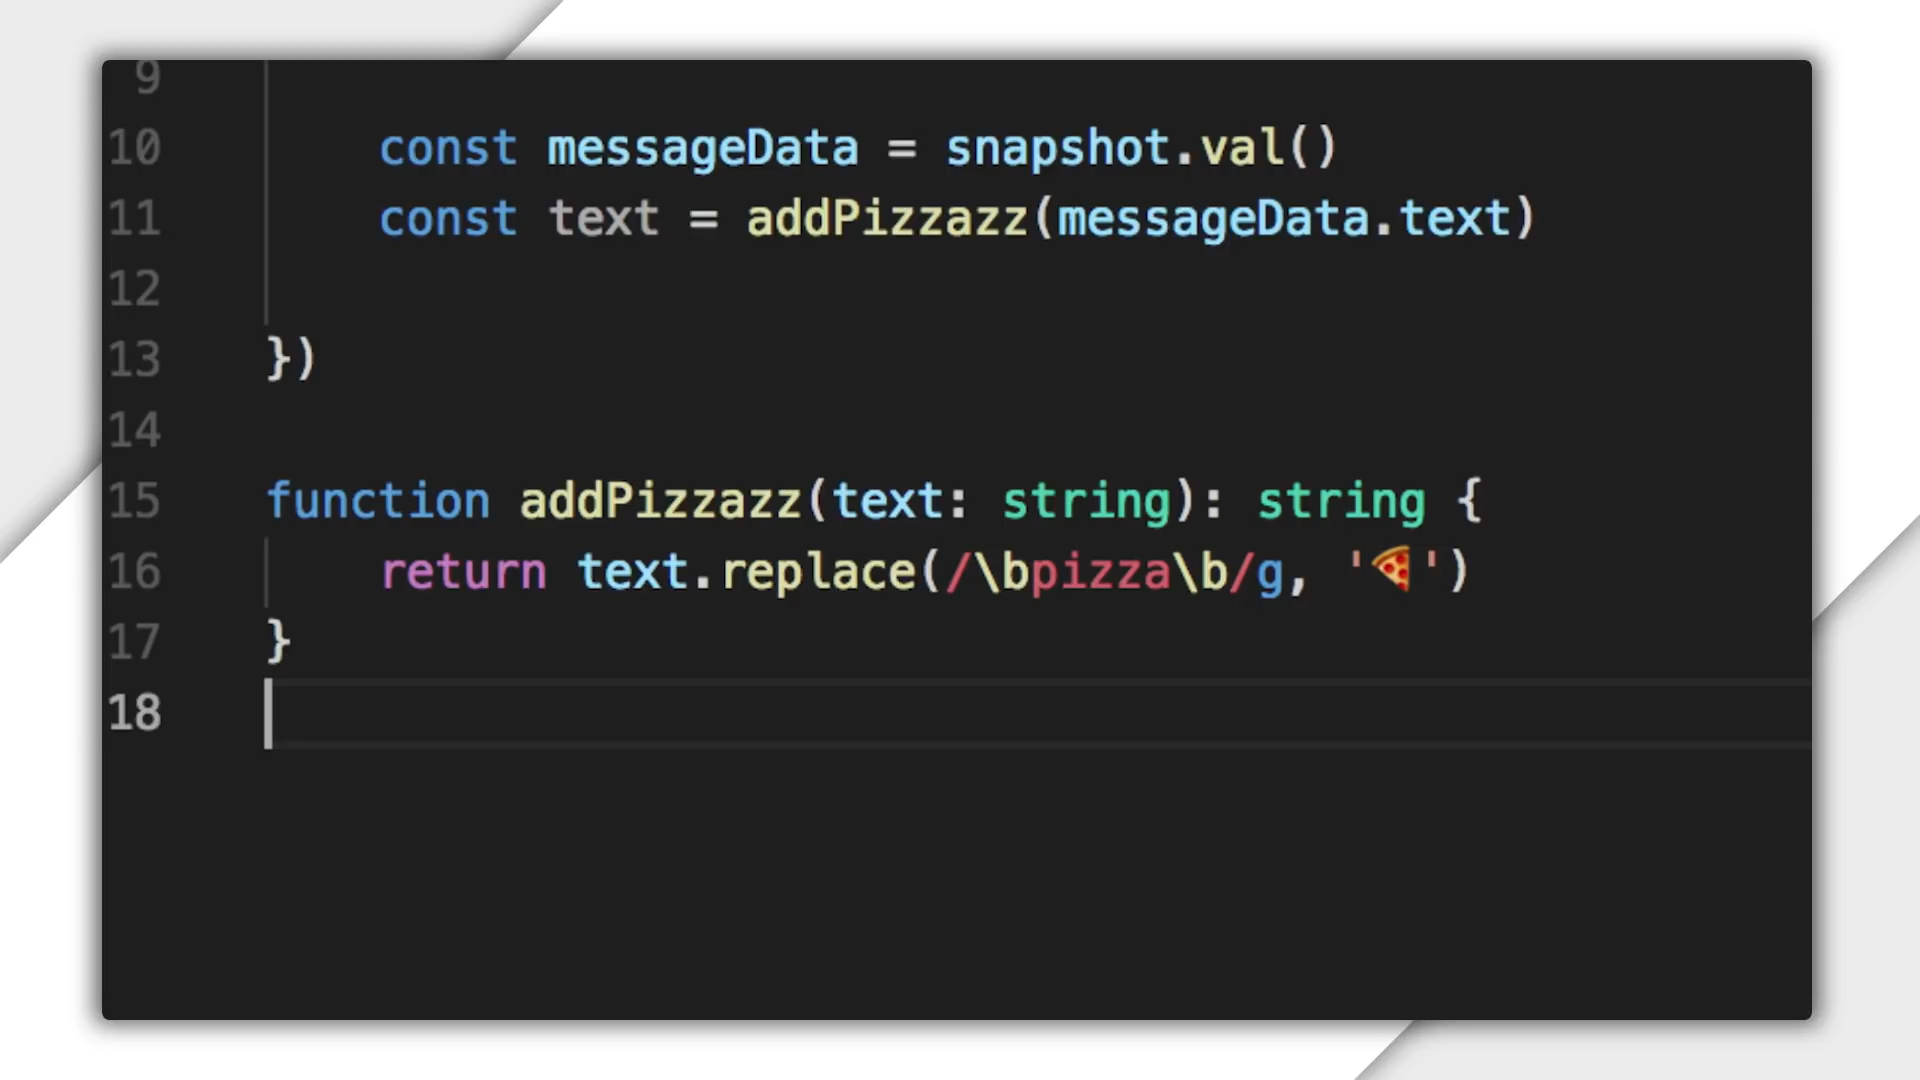 9
10 const messageData = snapshot.val()
11 const text = addPizzazz(messageData.text)
12
13 })
14
15 function addPizzazz(text: string): string {
16 return text.replace(/\bpizza\b/g, '🍕')
17 }
18